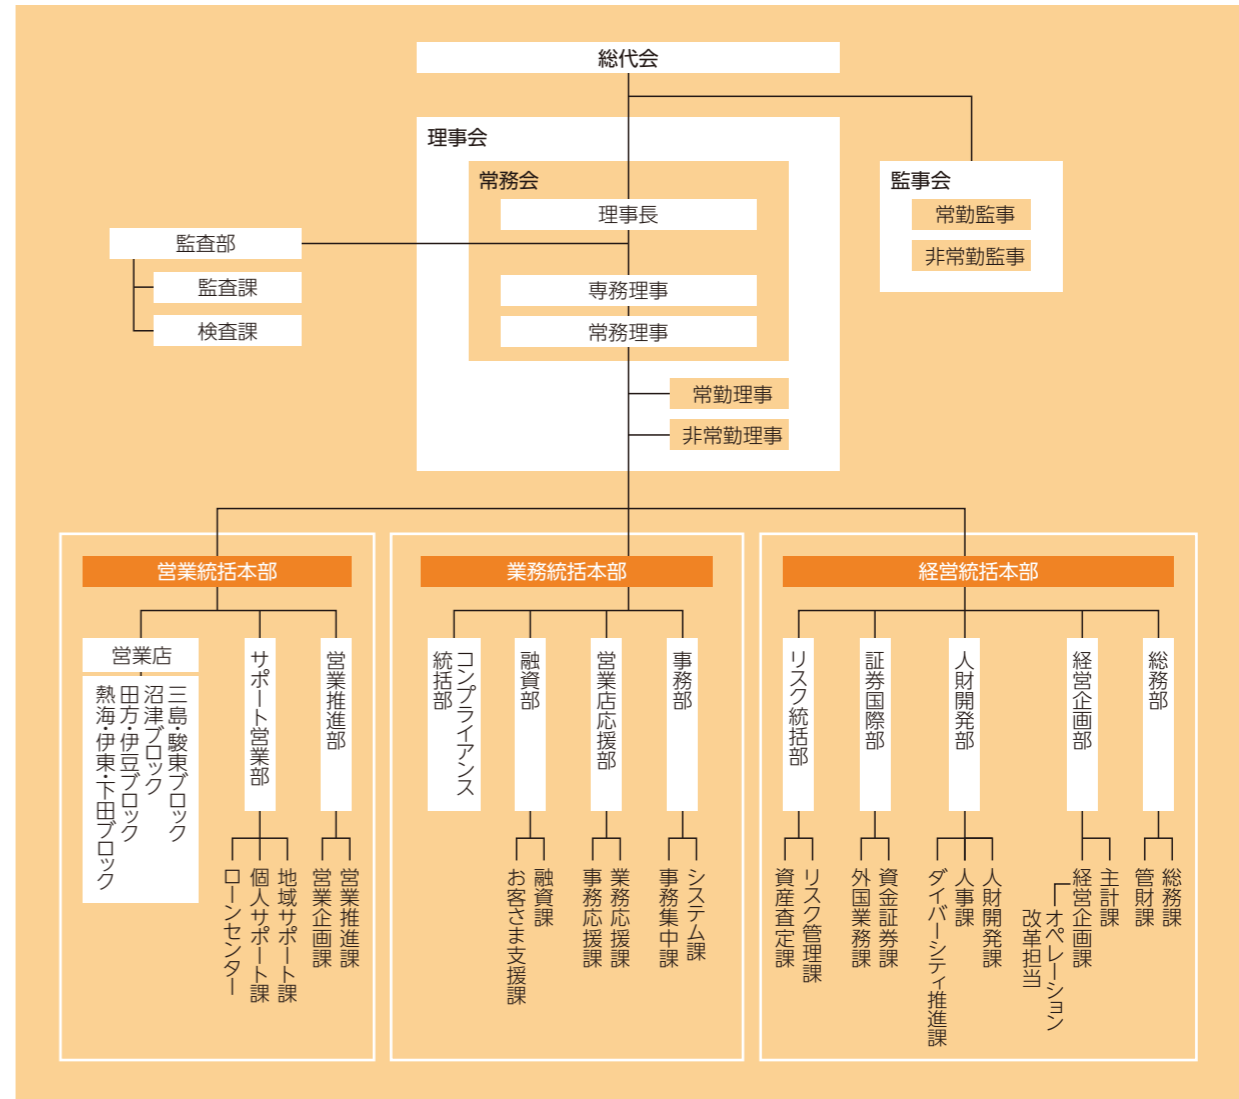 総代会
理事会
常務会
理事長
専務理事
常務理事
常勤理事
非常勤理事
監事会
常勤監事
非常勤監事
監査部
監査課
検査課
営業統括本部
営業店
三島・駿東ブロック
沼津ブロック
田方・伊豆ブロック
熱海・伊東・下田ブロック
サポート営業部
地域サポート課
個人サポート課
ローンセンター
営業推進部
営業推進課
営業企画課
業務統括本部
コンプライアンス
統括部
融資部
融資課
お客さま支援課
営業店応援部
業務応援課
事務応援課
事務部
システム課
事務集中課
経営統括本部
リスク統括部
リスク管理課
資産査定課
証券国際部
資金証券課
外国業務課
人財開発部
人財開発課
人事課
ダイバーシティ推進課
経営企画部
主計課
経営企画課
オペレーション
改革担当
総務部
総務課
管財課